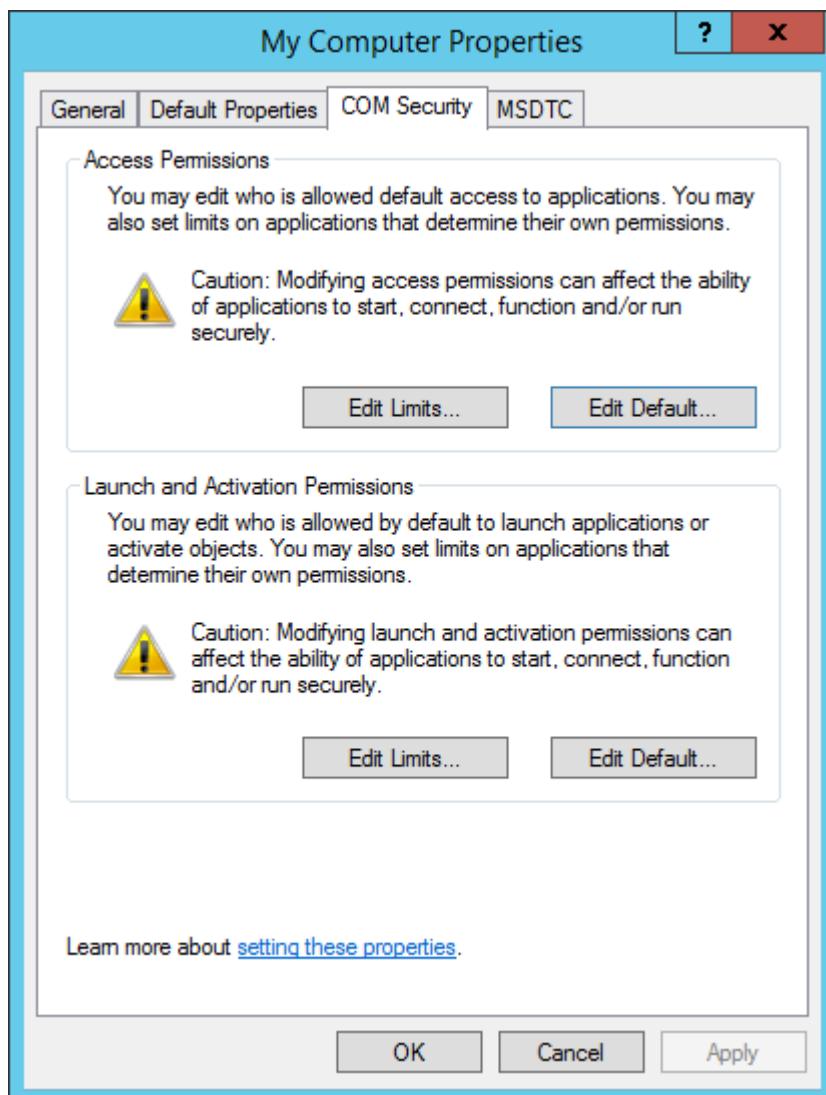 My Computer Properties
? x
General Default Properties COM Security MSDTC
Access Permissions
You may edit who is allowed default access to applications. You may
also set limits on applications that determine their own permissions.
Caution: Modifying access permissions can affect the ability
of applications to start, connect, function and/or run
securely.
Edit Limits... Edit Default...
Launch and Activation Permissions
You may edit who is allowed by default to launch applications or
activate objects. You may also set limits on applications that
determine their own permissions.
Caution: Modifying launch and activation permissions can
affect the ability of applications to start, connect, function
and/or run securely.
Edit Limits... Edit Default...
Learn more about setting these properties.
OK Cancel Apply